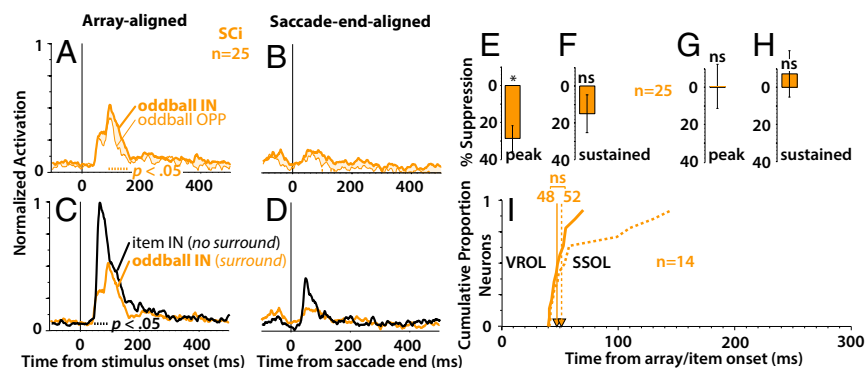 Array-aligned
Saccade-end-aligned
A
SCi
n=25
B
oddball IN
oddball OPP
p < .05
Normalized Activation
1
0
0
200
400
0
200
400
C
D
item IN (no surround)
oddball IN (surround)
p < .05
1
0
0
200
400
0
200
400
Time from stimulus onset (ms)
Time from saccade end (ms)
E
F
G
H
% Suppression
0
20
40
*
peak
0
20
40
ns
sustained
n=25
0
20
40
ns
peak
0
20
40
ns
sustained
I
ns
48
52
VROL
SSOL
n=14
Cumulative Proportion
Neurons
1
0
0
100
200
300
Time from array/item onset (ms)